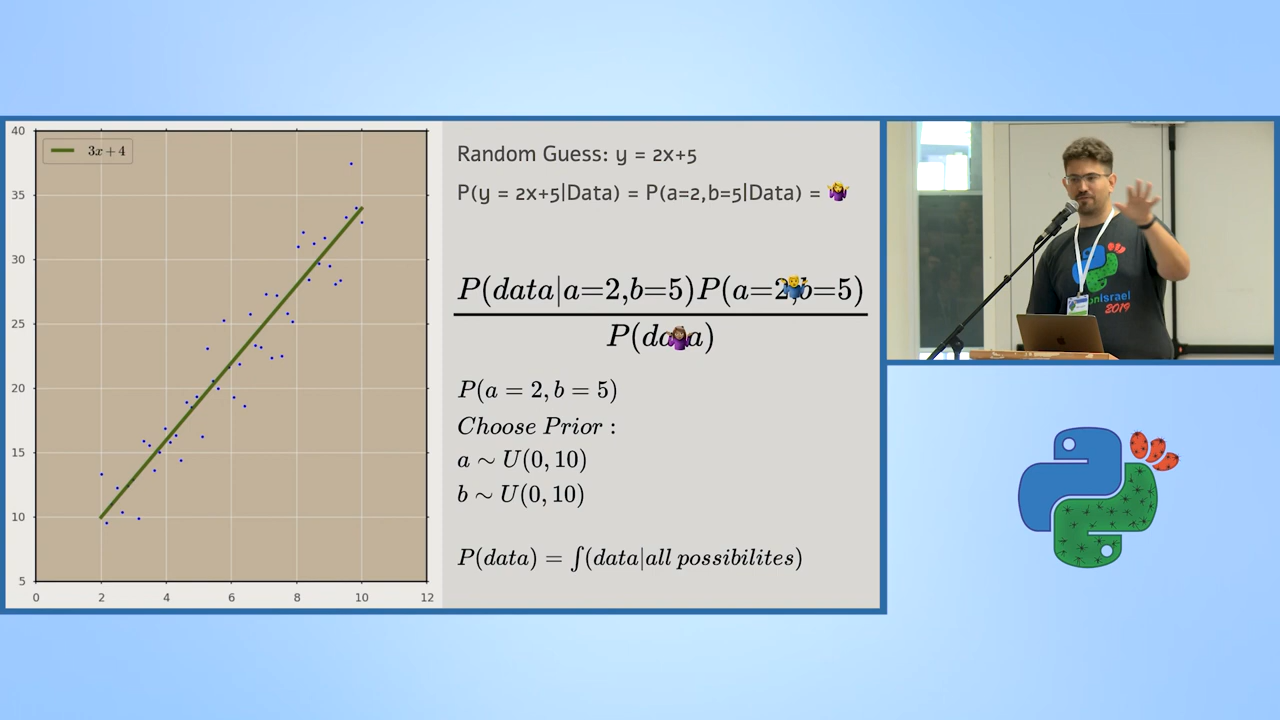 40
35
30
25
20
15
10
5
0 2 4 6 8 10 12
3x + 4
Random Guess: y = 2x+5
P(y = 2x+5|Data) = P(a=2,b=5|Data) = 🤷‍♀️
P(data|a=2,b=5)P(a=2,b=5)
P(data)
P(a = 2, b = 5)
Choose Prior :
a ∼ U(0, 10)
b ∼ U(0, 10)
P(data) = ∫(data|all possibilites)
onIsrael
2019